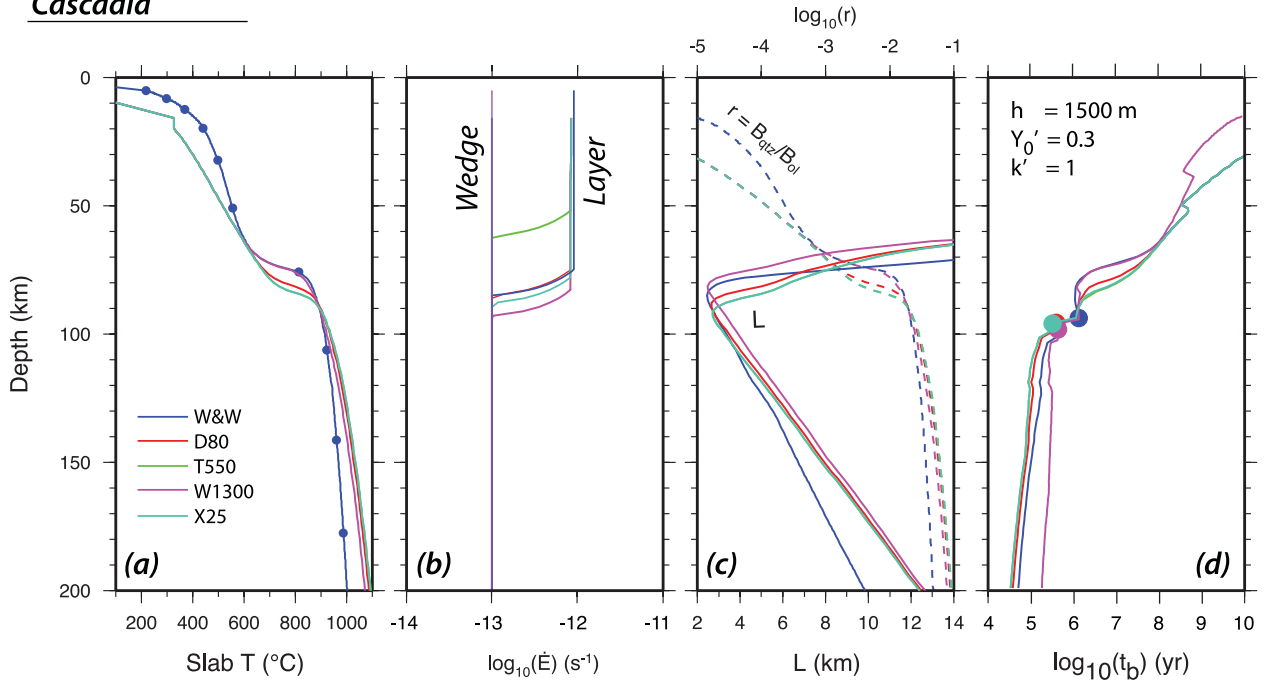 Cascadia
log10(r)
-5 -4 -3 -2 -1
0
50
100
150
200
Depth (km)
W&W
D80
T550
W1300
X25
(a)
200 400 600 800 1000
Slab T (°C)
Wedge
Layer
(b)
-14 -13 -12 -11
log10(Ė) (s-1)
r = Bqtz/Bol
L
(c)
2 4 6 8 10 12 14
L (km)
h = 1500 m
Y0' = 0.3
k' = 1
(d)
4 5 6 7 8 9 10
log10(tb) (yr)